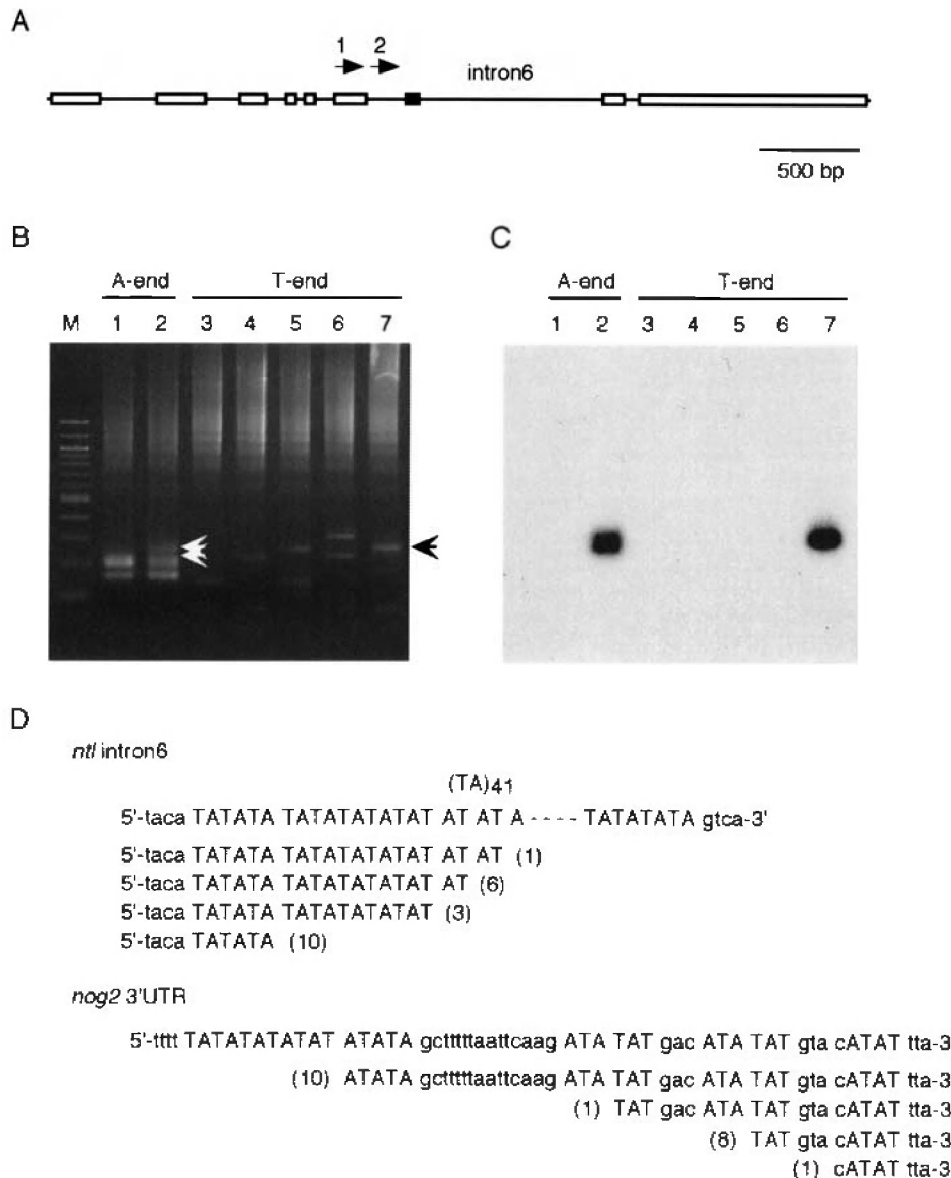 A
1 2
intron6
500 bp
B
C
A-end T-end
A-end T-end
M 1 2 3 4 5 6 7
1 2 3 4 5 6 7
D
ntl intron6
(TA)41
5'-taca TATATA TATATATATAT AT AT A - - - - TATATATA gtca-3'
5'-taca TATATA TATATATATAT AT AT (1)
5'-taca TATATA TATATATATAT AT (6)
5'-taca TATATA TATATATATAT (3)
5'-taca TATATA (10)
nog2 3'UTR
5'-tttt TATATATATAT ATATA gctttttaattcaag ATA TAT gac ATA TAT gta cATAT tta-3
(10) ATATA gctttttaattcaag ATA TAT gac ATA TAT gta cATAT tta-3
(1) TAT gac ATA TAT gta cATAT tta-3
(8) TAT gta cATAT tta-3
(1) cATAT tta-3